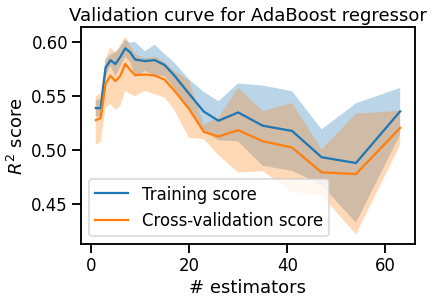 Validation curve for AdaBoost regressor
0.60
0.55
0.50
0.45
R² score
Training score
Cross-validation score
0
20
40
60
# estimators